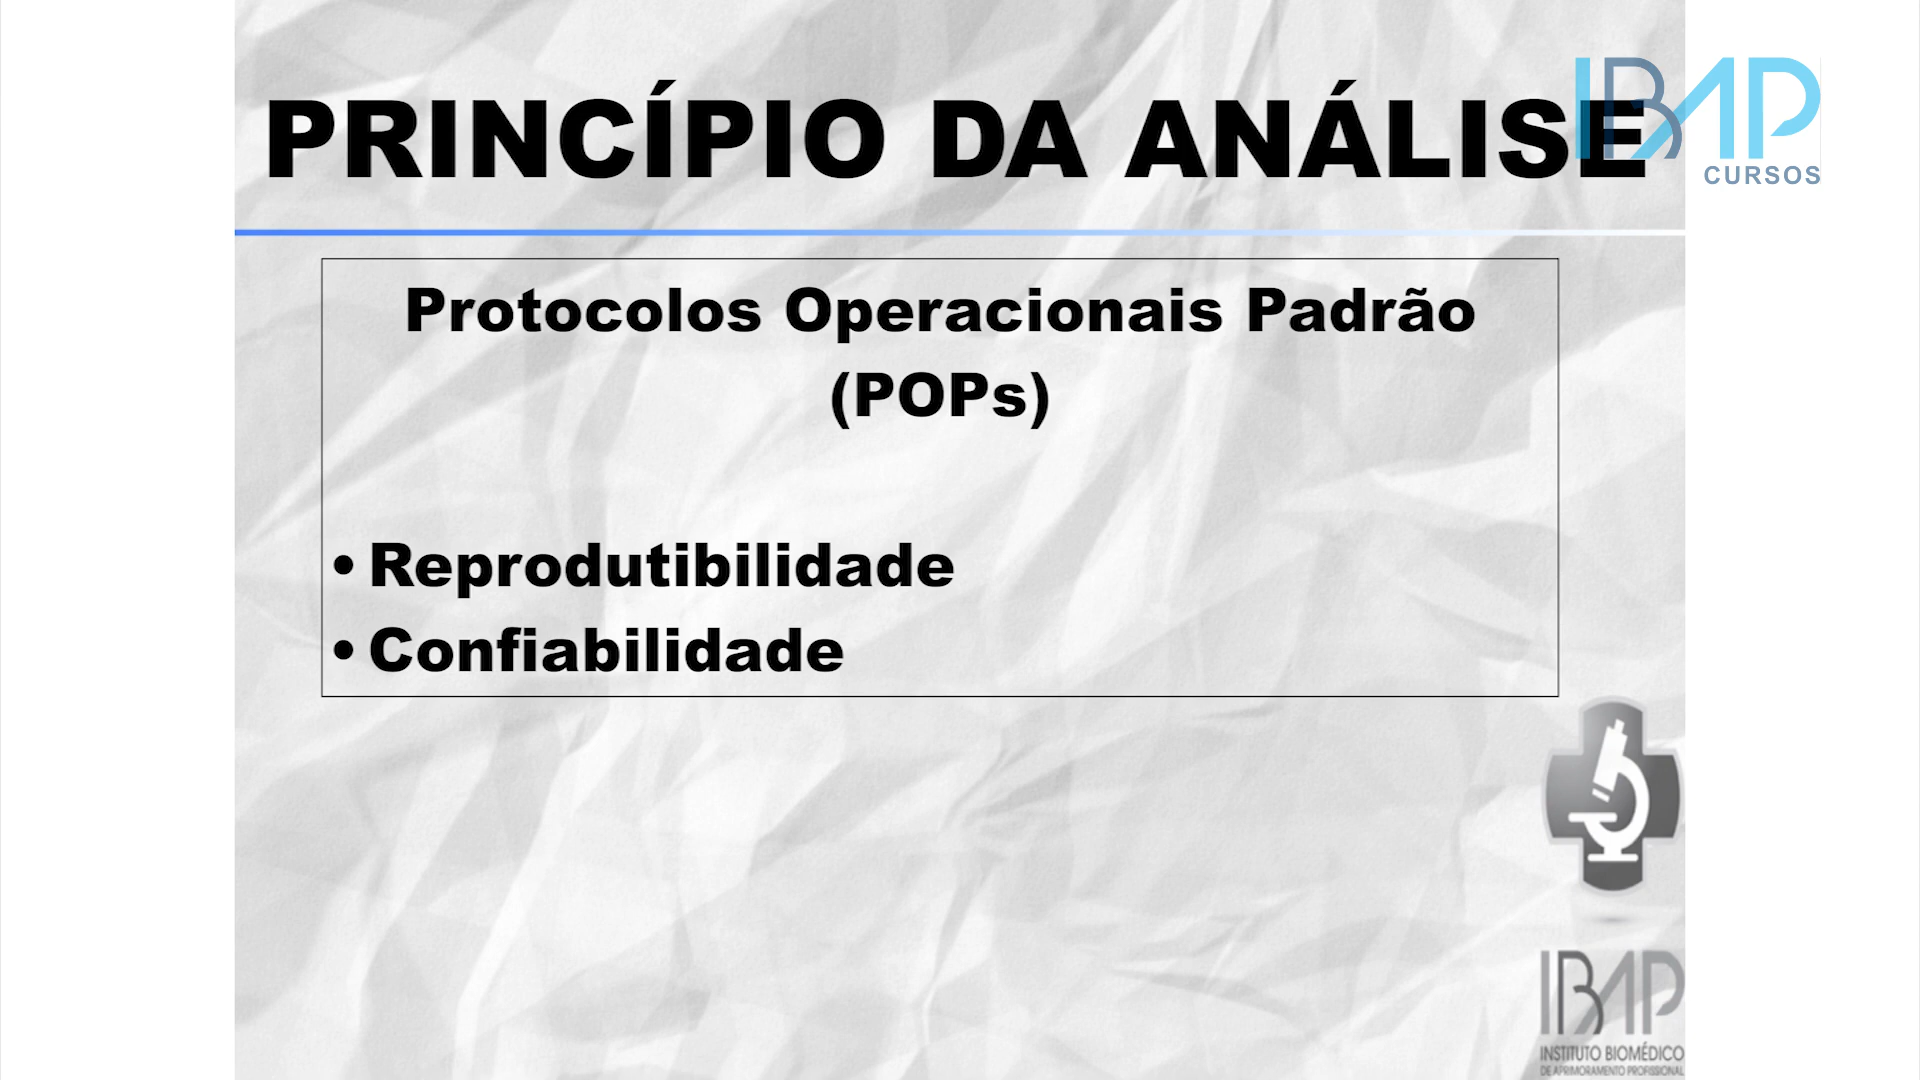 PRINCÍPIO DA ANÁLISE
IBAP
CURSOS
Protocolos Operacionais Padrão
(POPs)
• Reprodutibilidade
• Confiabilidade
IBAP
INSTITUTO BIOMÉDICO
DE APRIMORAMENTO PROFISSIONAL